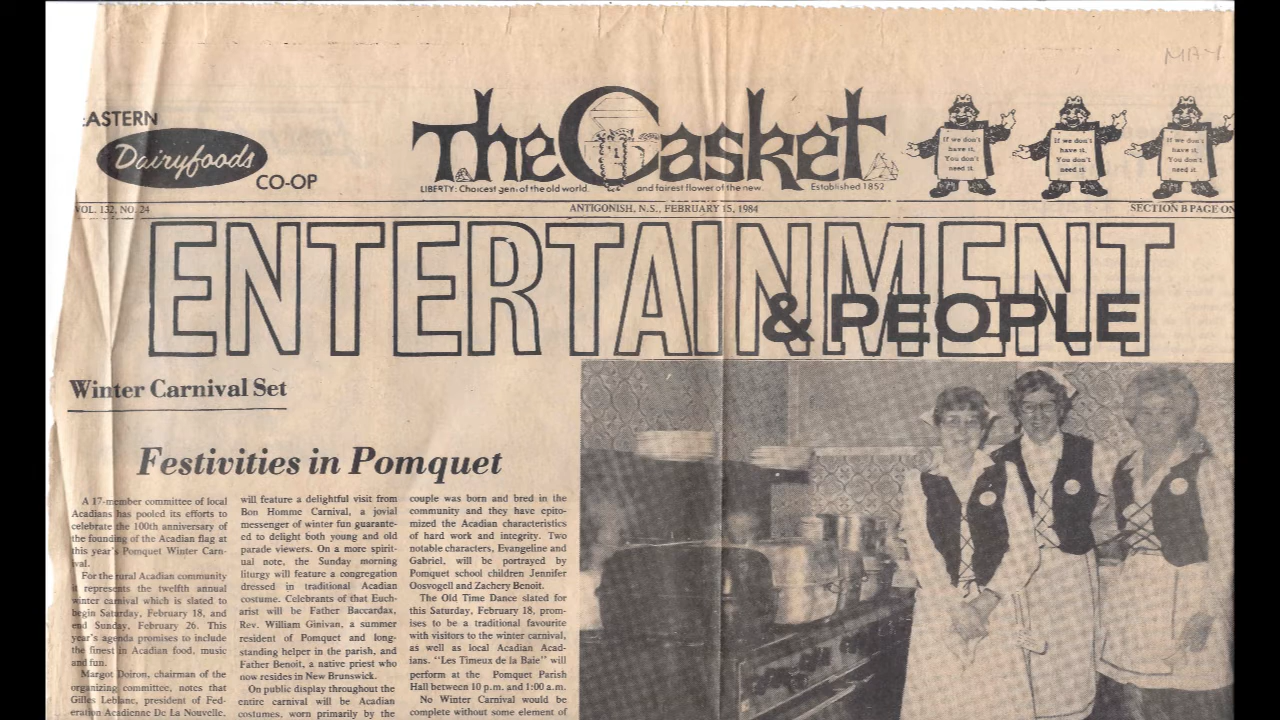 MAY
EASTERN
Dairyfoods
CO-OP
The Casket
LIBERTY: Choicest gem of the old world. and fairest flower of the new. Established 1852
If we don't
have it,
You don't
need it.
If we don't
have it,
You don't
need it.
If we don't
have it,
You don't
need it.
VOL. 132, NO. 24 ANTIGONISH, N.S., FEBRUARY 15, 1984 SECTION B PAGE ON
ENTERTAINMENT
& PEOPLE
Winter Carnival Set
Festivities in Pomquet
A 17-member committee of local
Acadians has pooled its efforts to
celebrate the 100th anniversary of
the founding of the Acadian flag at
this year's Pomquet Winter Carn-
ival.
For the rural Acadian community
it represents the twelfth annual
winter carnival which is slated to
begin Saturday, February 18, and
end Sunday, February 26. This
year's agenda promises to include
the finest in Acadian food, music
and fun.
Margot Doiron, chairman of the
organizing committee, notes that
Gilles Leblanc, president of Fed-
eration Acadienne De La Nouvelle,
will feature a delightful visit from
Bon Homme Carnival, a jovial
messenger of winter fun guarante-
ed to delight both young and old
parade viewers. On a more spirit-
ual note, the Sunday morning
liturgy will feature a congregation
dressed in traditional Acadian
costume. Celebrants of that Euch-
arist will be Father Baccardax,
Rev. William Ginivan, a summer
resident of Pomquet and long-
standing helper in the parish, and
Father Benoit, a native priest who
now resides in New Brunswick.
On public display throughout the
entire carnival will be Acadian
costumes, worn primarily by the
couple was born and bred in the
community and they have epito-
mized the Acadian characteristics
of hard work and integrity. Two
notable characters, Evangeline and
Gabriel, will be portrayed by
Pomquet school children Jennifer
Oosvogell and Zachery Benoit.
The Old Time Dance slated for
this Saturday, February 18, prom-
ises to be a traditional favourite
with visitors to the winter carnival,
as well as local Acadian Acad-
ians. "Les Timeux de la Baie" will
perform at the Pomquet Parish
Hall between 10 p.m. and 1:00 a.m.
No Winter Carnival would be
complete without some element of